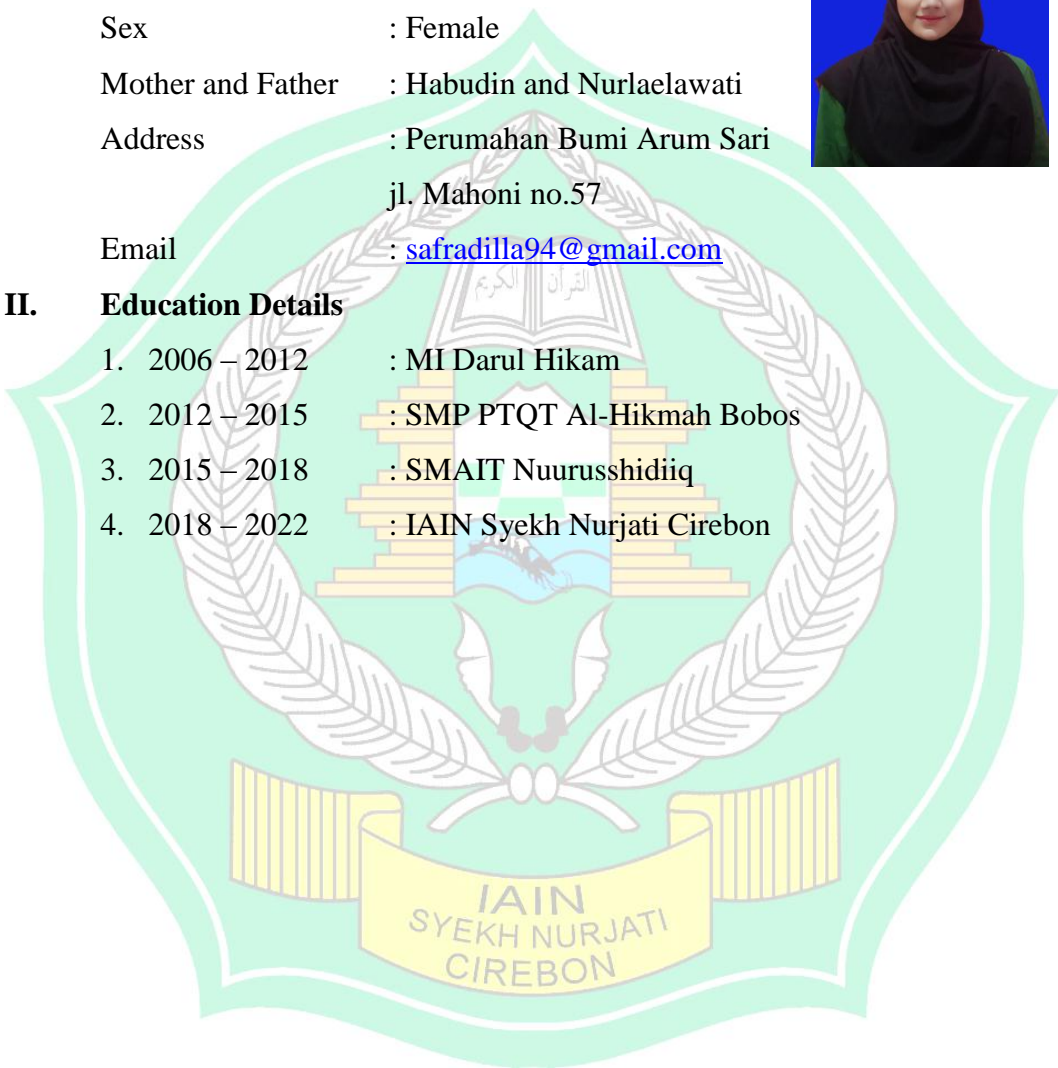 Sex : Female
Mother and Father : Habudin and Nurlaelawati
Address : Perumahan Bumi Arum Sari
jl. Mahoni no.57
Email : safradilla94@gmail.com
القرآن الكريم
II. Education Details
1. 2006 – 2012 : MI Darul Hikam
2. 2012 – 2015 : SMP PTQT Al-Hikmah Bobos
3. 2015 – 2018 : SMAIT Nuurusshidiiq
4. 2018 – 2022 : IAIN Syekh Nurjati Cirebon
IAIN
SYEKH NURJATI
CIREBON